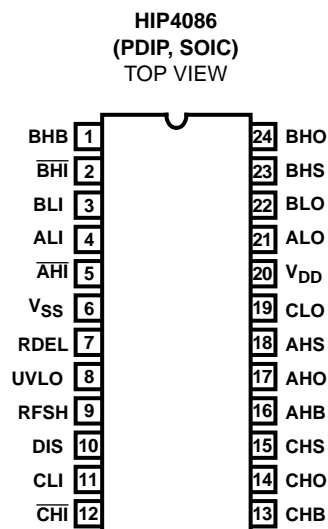 HIP4086
(PDIP, SOIC)
TOP VIEW
BHB 1 24 BHO
BHI 2 23 BHS
BLI 3 22 BLO
ALI 4 21 ALO
AHI 5 20 VDD
VSS 6 19 CLO
RDEL 7 18 AHS
UVLO 8 17 AHO
RFSH 9 16 AHB
DIS 10 15 CHS
CLI 11 14 CHO
CHI 12 13 CHB